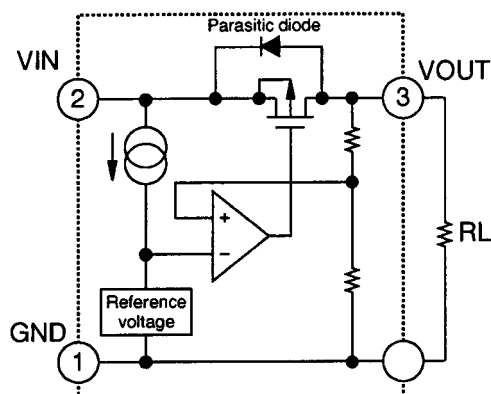 Parasitic diode
VIN
VOUT
2
3
+
−
RL
Reference
voltage
GND
1